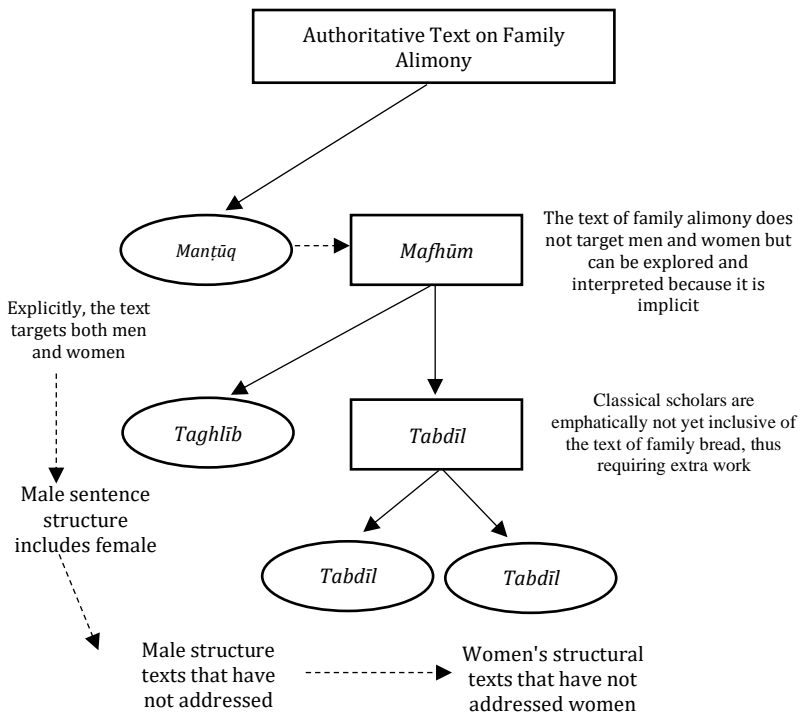 Authoritative Text on Family
Alimony
Manṭūq
Mafhūm
The text of family alimony does
not target men and women but
can be explored and
interpreted because it is
implicit
Explicitly, the text
targets both men
and women
Taghlīb
Tabdīl
Classical scholars are
emphatically not yet inclusive of
the text of family bread, thus
requiring extra work
Male sentence
structure
includes female
Tabdīl
Tabdīl
Male structure
texts that have
not addressed
Women's structural
texts that have not
addressed women